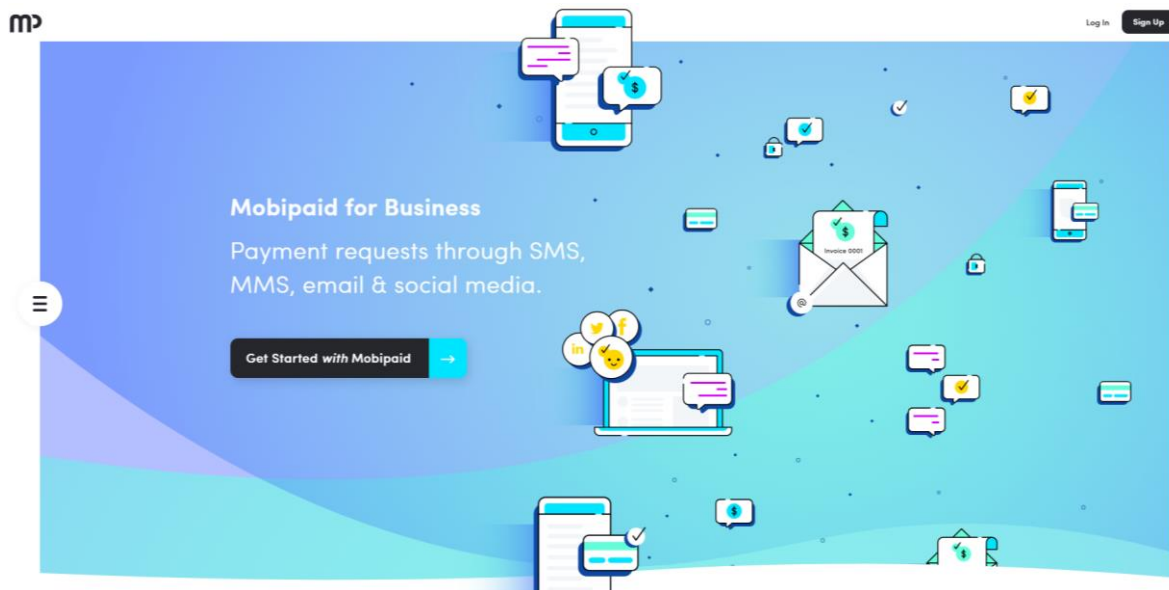 mp
Log In
Sign Up
Mobipaid for Business
Payment requests through SMS,
MMS, email & social media.
Get Started with Mobipaid
Invoice 0001
@
in
f
$
$
$
$
$